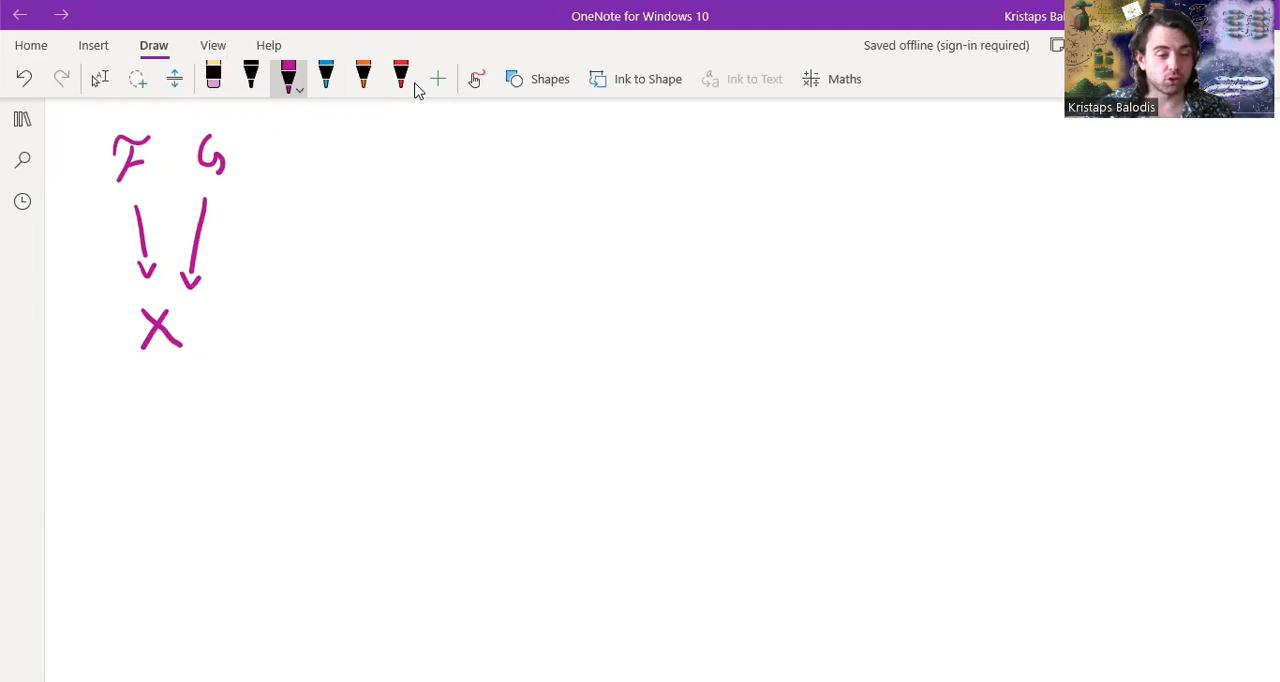 OneNote for Windows 10
Kristaps Bal
Home Insert Draw View Help
Saved offline (sign-in required)
Shapes Ink to Shape Ink to Text Maths
Kristaps Balodis
F G
X